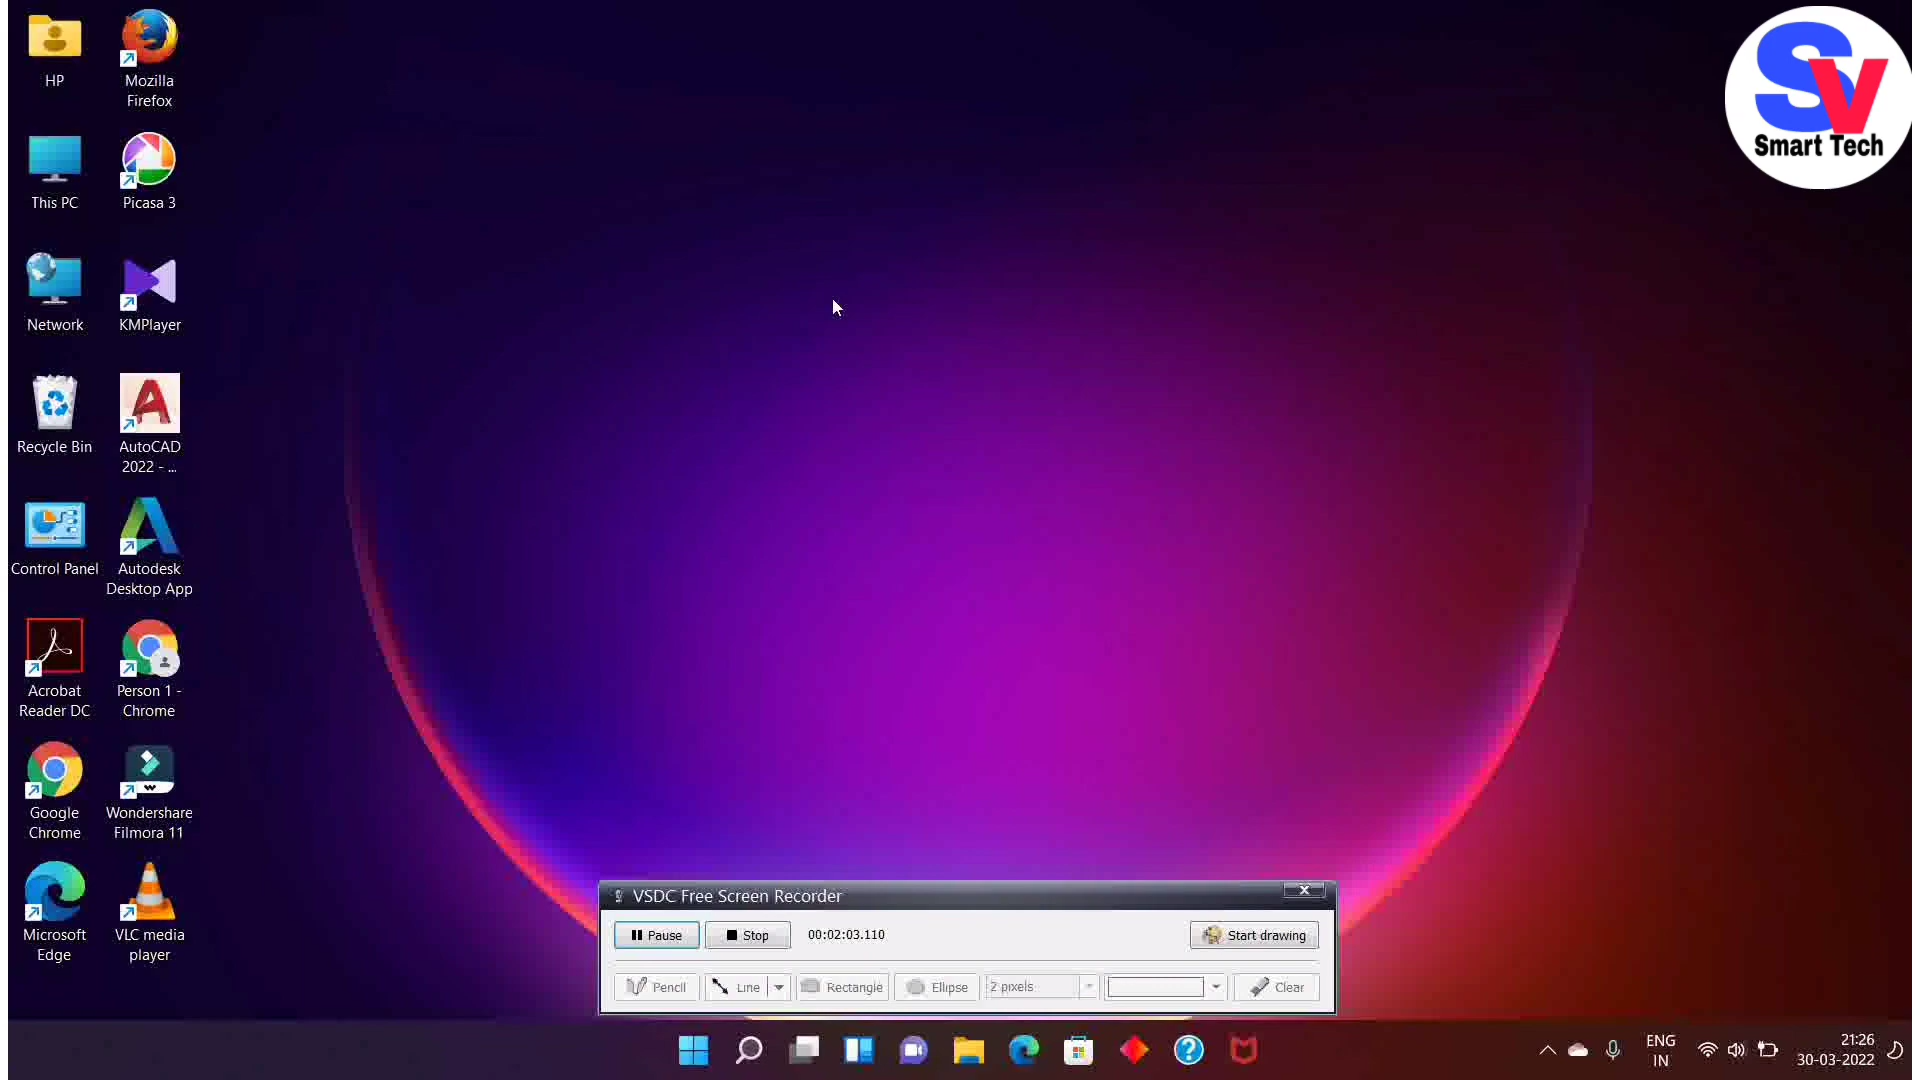 HP
Mozilla
Firefox
SV
Smart Tech
This PC
Picasa 3
Network
KMPlayer
Recycle Bin
AutoCAD
2022 - ...
Control Panel
Autodesk
Desktop App
Acrobat
Reader DC
Person 1 -
Chrome
Google
Chrome
Wondershare
Filmora 11
Microsoft
Edge
VLC media
player
VSDC Free Screen Recorder
Pause
Stop
00:02:03.110
Start drawing
Pencil
Line
Rectangle
Ellipse
2 pixels
Clear
ENG
IN
21:26
30-03-2022